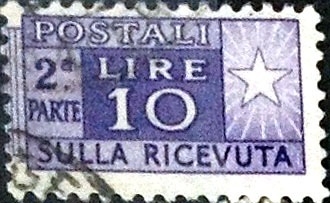 POSTALI
2ª LIRE
PARTE 10
SULLA RICEVUTA